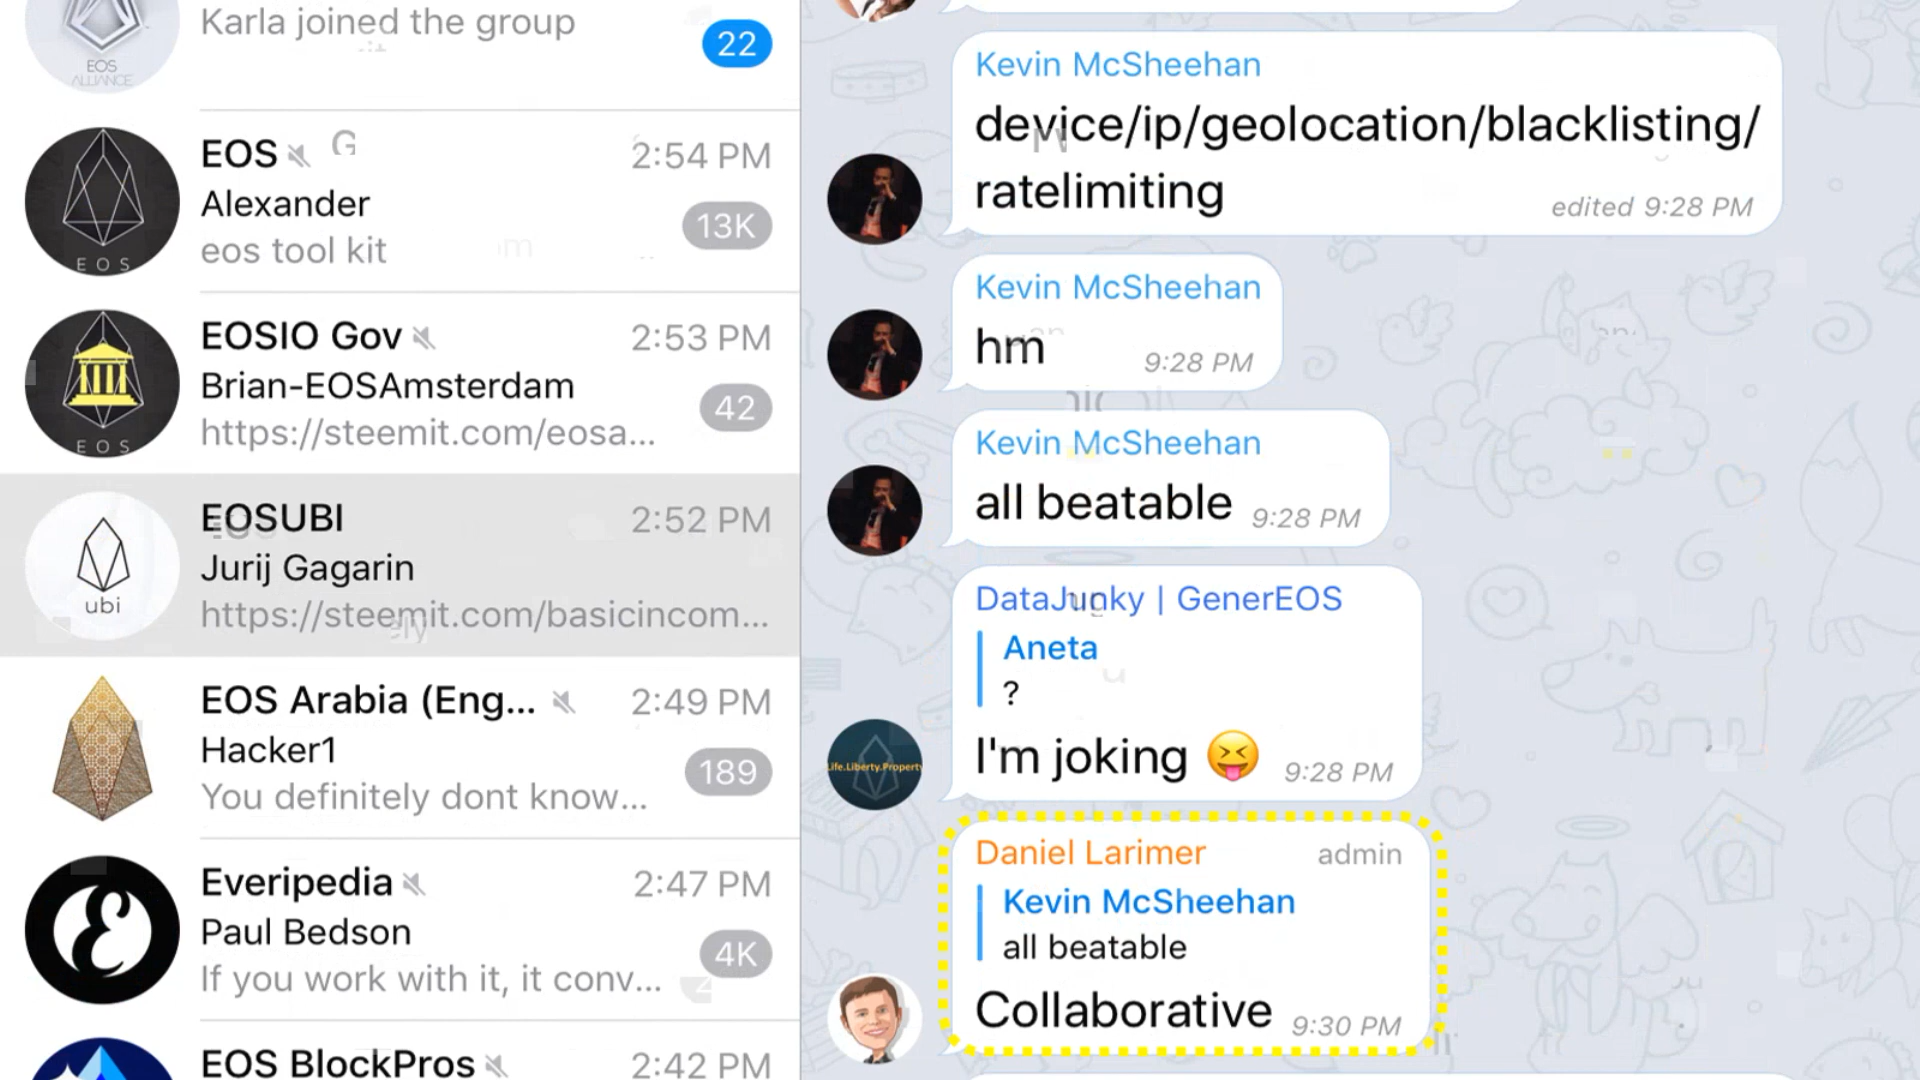 Karla joined the group
22
EOS
ALLIANCE
EOS
2:54 PM
Alexander
13K
eos tool kit
EOS
EOSIO Gov
2:53 PM
Brian-EOSAmsterdam
42
https://steemit.com/eosa...
EOS
EOSUBI
2:52 PM
Jurij Gagarin
https://steemit.com/basicincom...
ubi
EOS Arabia (Eng...
2:49 PM
Hacker1
189
You definitely dont know...
Everipedia
2:47 PM
Paul Bedson
4K
If you work with it, it conv...
EOS BlockPros
2:42 PM
Kevin McSheehan
device/ip/geolocation/blacklisting/
ratelimiting
edited 9:28 PM
Kevin McSheehan
hm
9:28 PM
Kevin McSheehan
all beatable
9:28 PM
DataJunky | GenerEOS
Aneta
?
I'm joking 😝
9:28 PM
Life.Liberty.Property
Daniel Larimer
admin
Kevin McSheehan
all beatable
Collaborative
9:30 PM